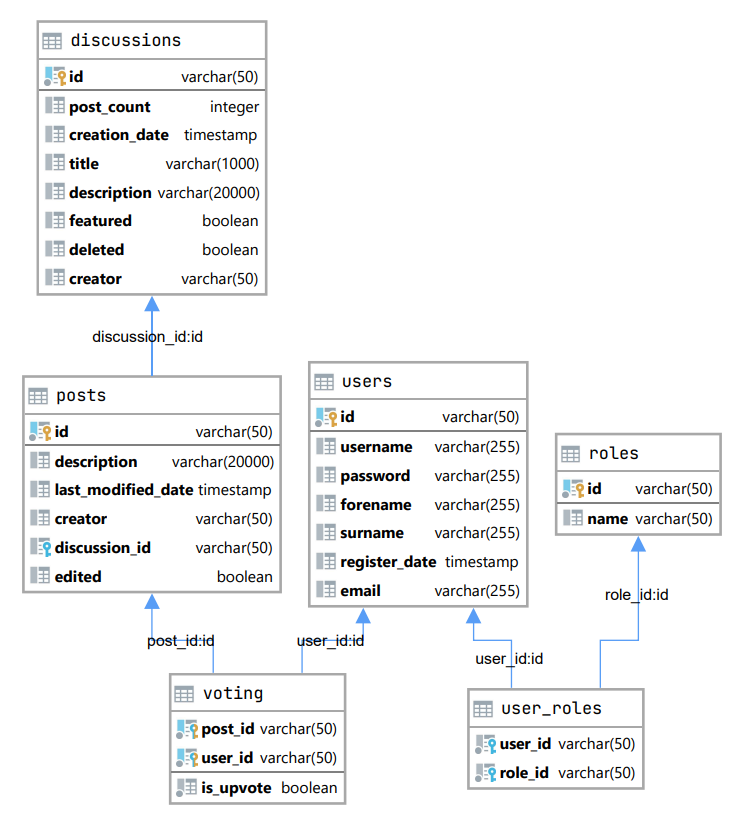 discussions
id varchar(50)
post_count integer
creation_date timestamp
title varchar(1000)
description varchar(20000)
featured boolean
deleted boolean
creator varchar(50)
discussion_id:id
posts
id varchar(50)
description varchar(20000)
last_modified_date timestamp
creator varchar(50)
discussion_id varchar(50)
edited boolean
users
id varchar(50)
username varchar(255)
password varchar(255)
forename varchar(255)
surname varchar(255)
register_date timestamp
email varchar(255)
roles
id varchar(50)
name varchar(50)
post_id:id
user_id:id
user_id:id
role_id:id
voting
post_id varchar(50)
user_id varchar(50)
is_upvote boolean
user_roles
user_id varchar(50)
role_id varchar(50)